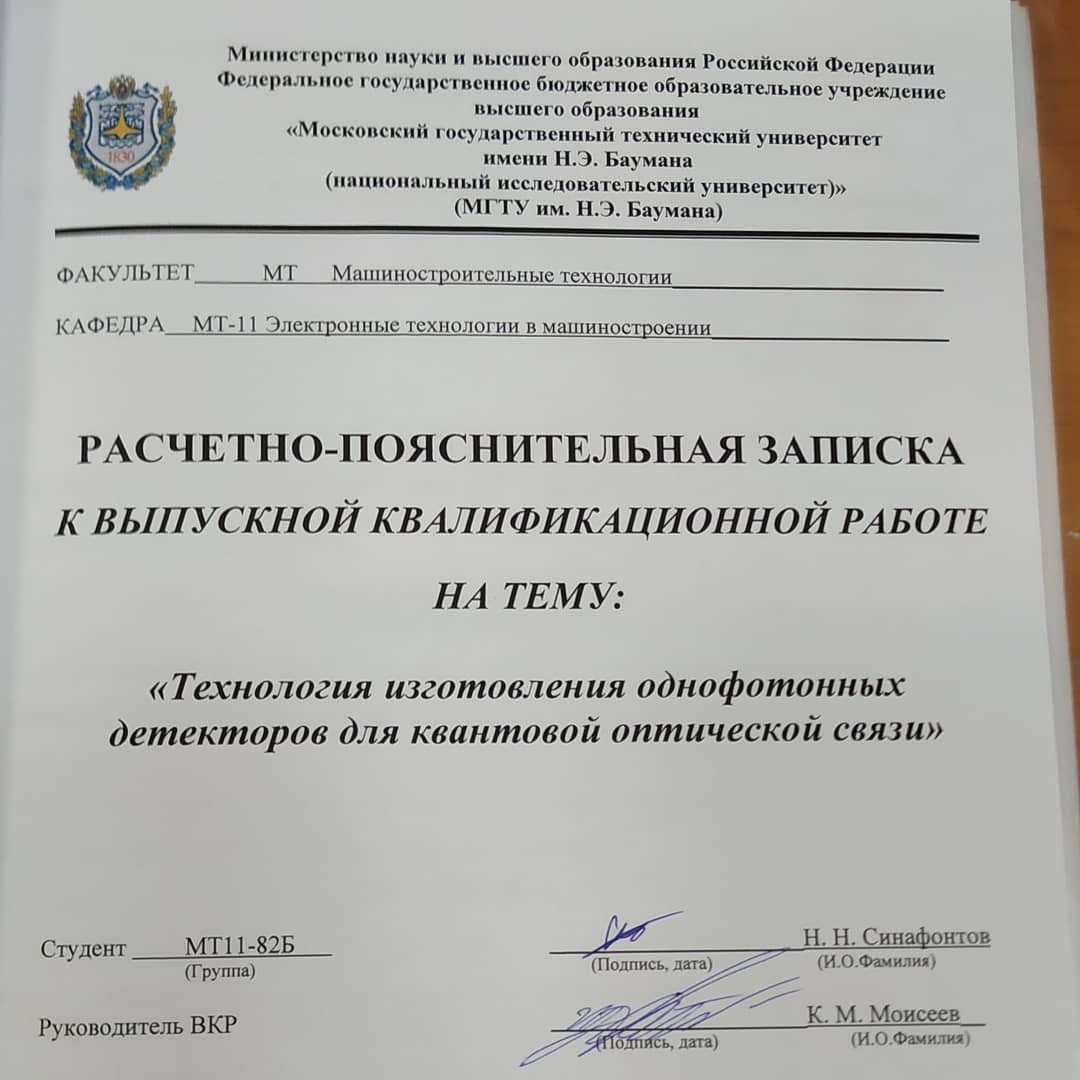 Министерство науки и высшего образования Российской Федерации
Федеральное государственное бюджетное образовательное учреждение
высшего образования
«Московский государственный технический университет
имени Н.Э. Баумана
(национальный исследовательский университет)»
(МГТУ им. Н.Э. Баумана)
1830
ФАКУЛЬТЕТ МТ Машиностроительные технологии
КАФЕДРА МТ-11 Электронные технологии в машиностроении
РАСЧЕТНО-ПОЯСНИТЕЛЬНАЯ ЗАПИСКА
К ВЫПУСКНОЙ КВАЛИФИКАЦИОННОЙ РАБОТЕ
НА ТЕМУ:
«Технология изготовления однофотонных
детекторов для квантовой оптической связи»
Студент МТ11-82Б Н. Н. Синафонтов
(Группа) (Подпись, дата) (И.О.Фамилия)
Руководитель ВКР К. М. Моисеев
(Подпись, дата) (И.О.Фамилия)